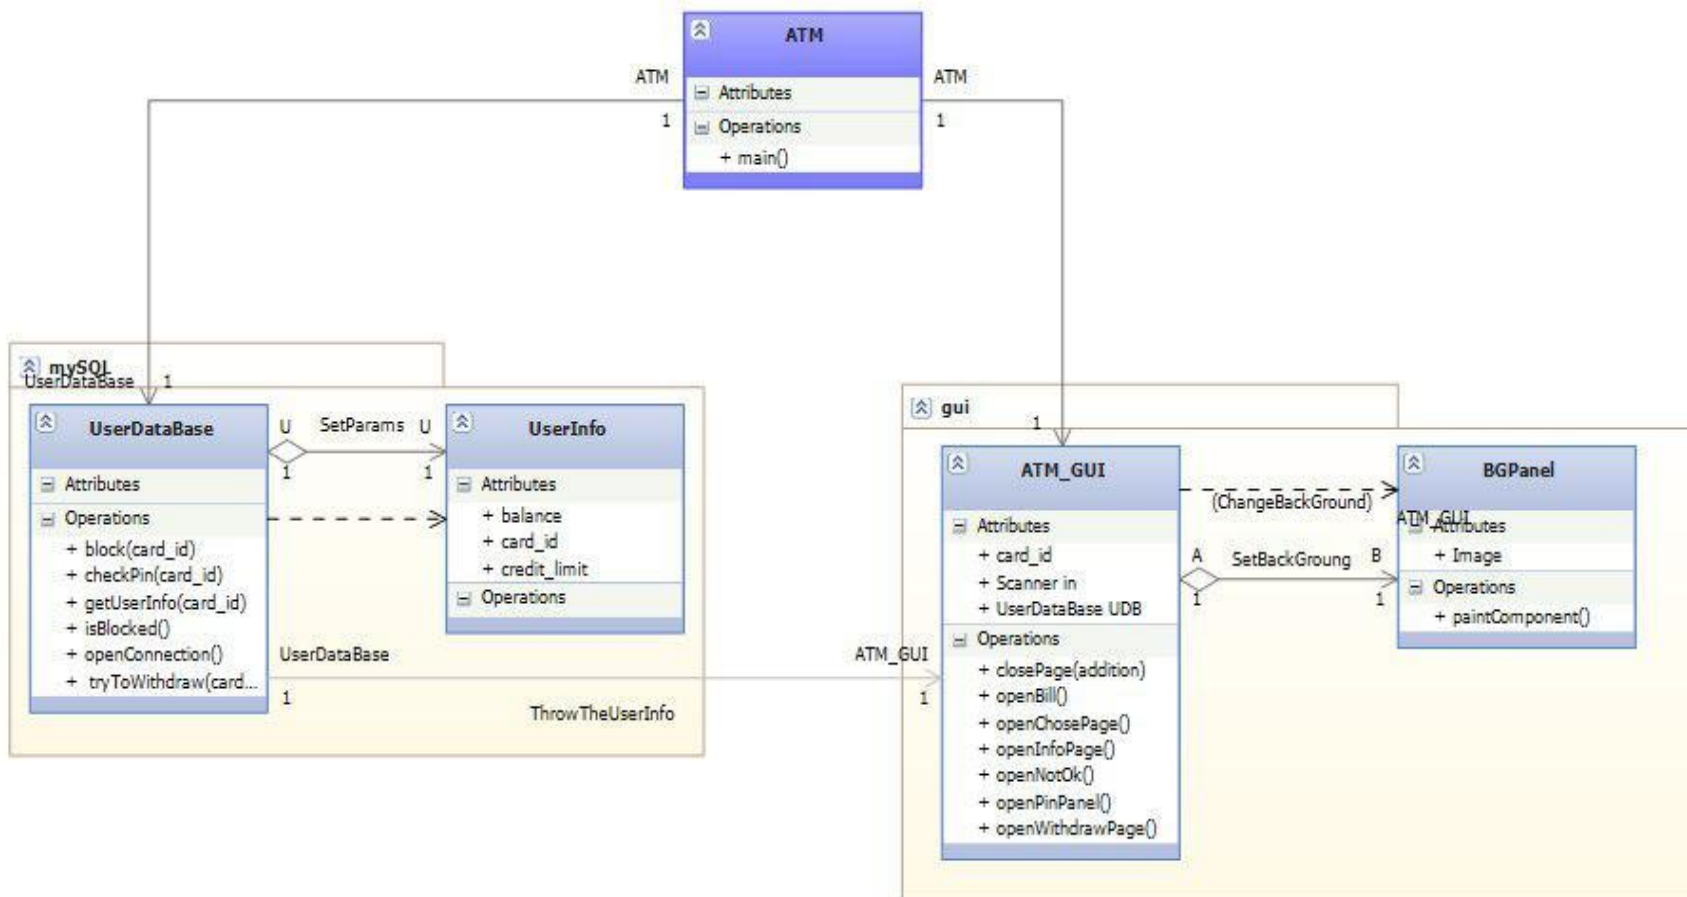 ATM
ATM
ATM
Attributes
1
1
Operations
+ main()
mySQL
UserDataBase
1
gui
1
UserDataBase
U
SetParams
U
UserInfo
1
1
Attributes
Operations
+ block(card_id)
+ checkPin(card_id)
+ getUserInfo(card_id)
+ isBlocked()
+ openConnection()
+ tryToWithdraw(card...
Attributes
+ balance
+ card_id
+ credit_limit
Operations
UserDataBase
1
ThrowTheUserInfo
ATM_GUI
1
ATM_GUI
Attributes
+ card_id
+ Scanner in
+ UserDataBase UDB
Operations
+ closePage(addition)
+ openBill()
+ openChosePage()
+ openInfoPage()
+ openNotOk()
+ openPinPanel()
+ openWithdrawPage()
(ChangeBackGround)
A
SetBackGroung
B
1
1
BGPanel
ATM_GUI
Attributes
+ Image
Operations
+ paintComponent()